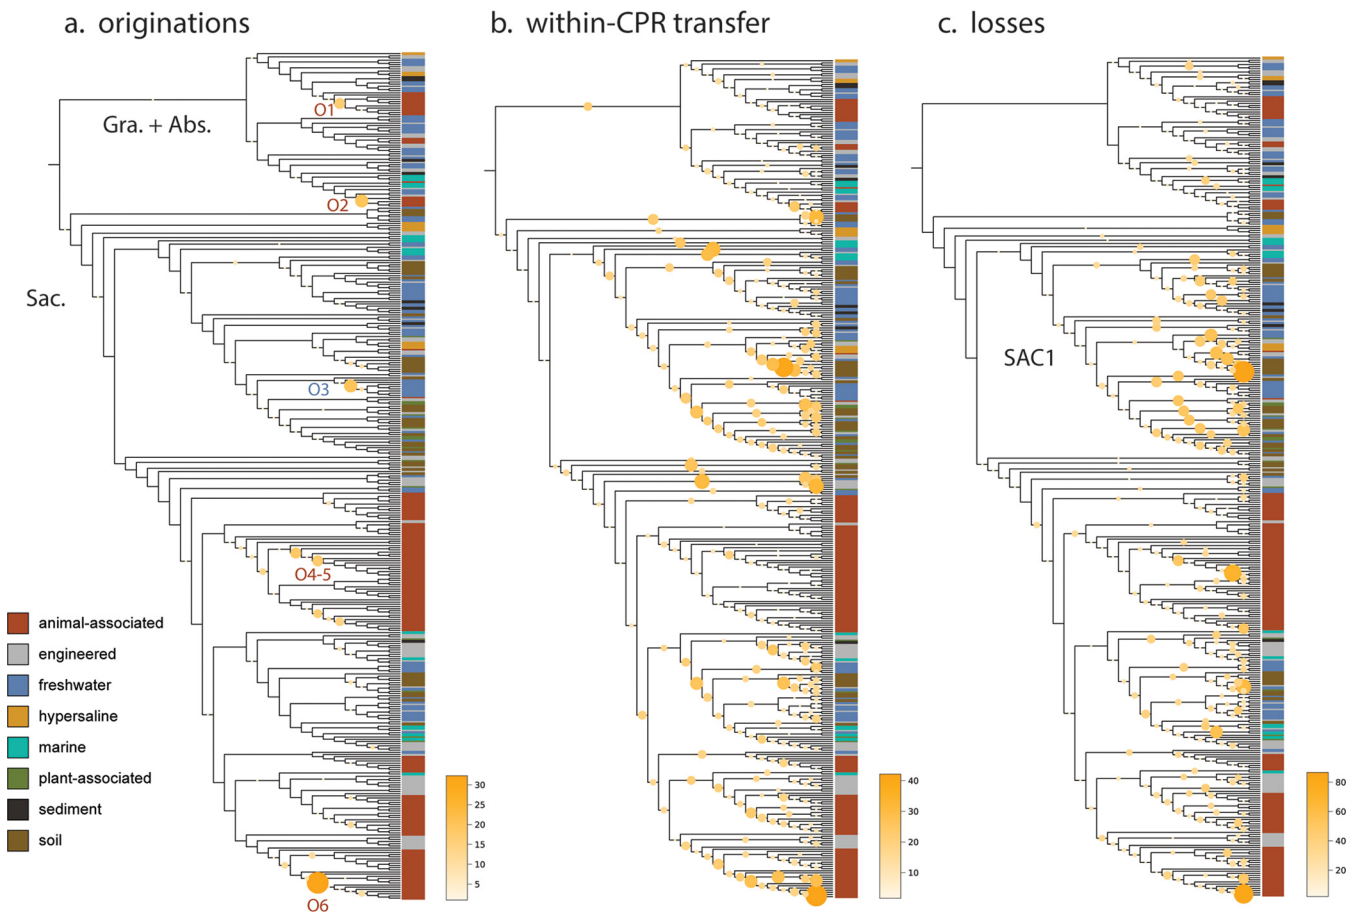 a. originations
b. within-CPR transfer
c. losses
O1
Gra. + Abs.
O2
Sac.
SAC1
O3
O4-5
animal-associated
engineered
freshwater
hypersaline
marine
plant-associated
sediment
soil
30
25
20
15
10
5
40
30
20
10
80
60
40
20
O6